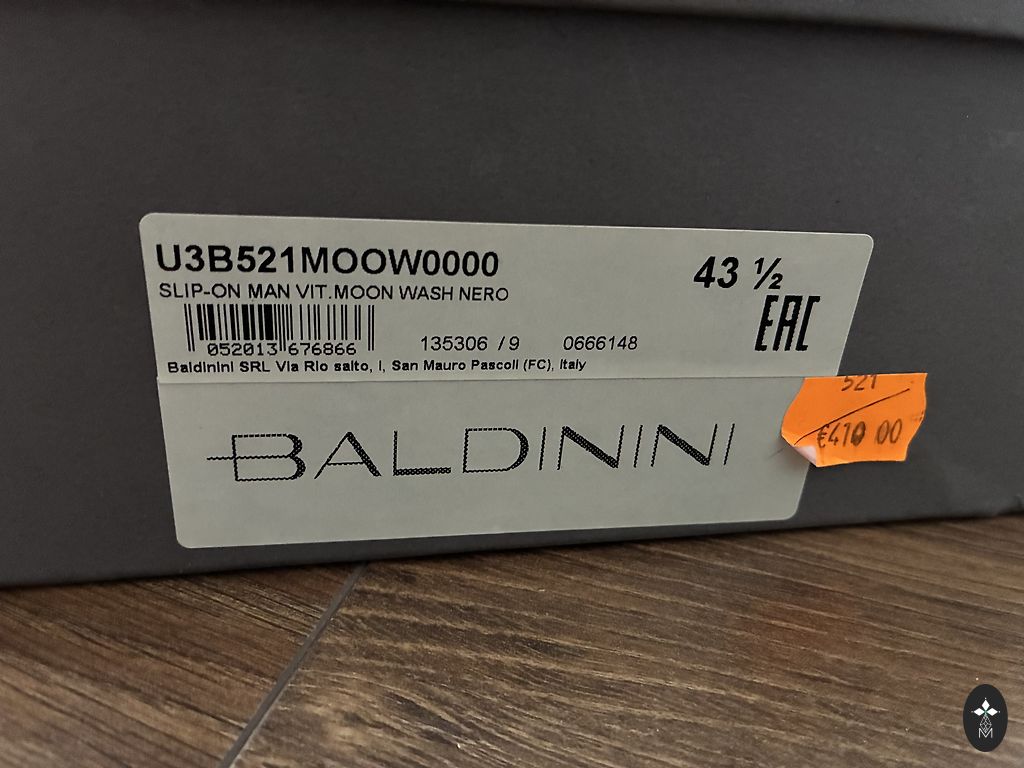 U3B521MOOW0000
43 ½
SLIP-ON MAN VIT.MOON WASH NERO
EAC
052013 676866
135306 / 9 0666148
Baldinini SRL Via Rio salto, I, San Mauro Pascoli (FC), Italy
BALDININI
521
€410 00
M